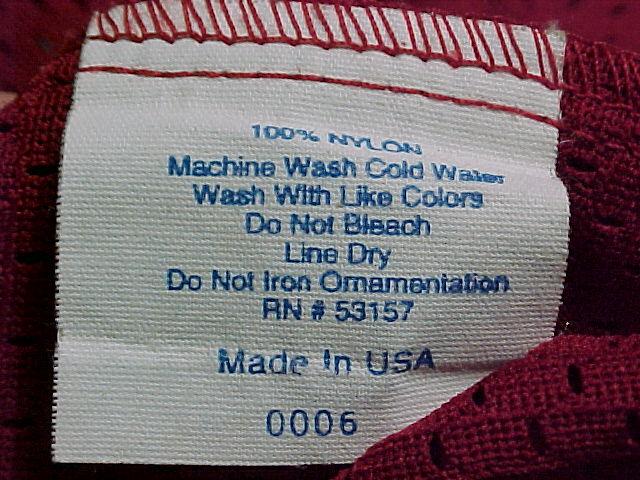 100% NYLON
Machine Wash Cold Water
Wash With Like Colors
Do Not Bleach
Line Dry
Do Not Iron Ornamentation
RN # 53157
Made In USA
0006